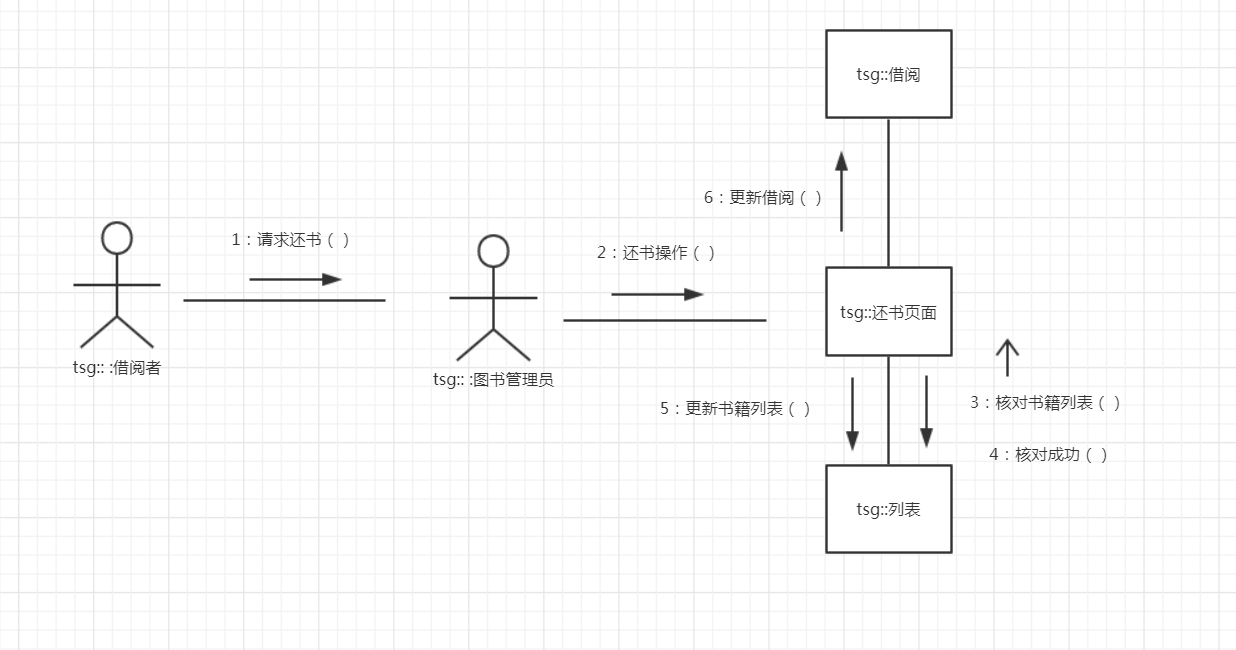 tsg::借阅
6：更新借阅（ ）
1：请求还书（ ）
2：还书操作（ ）
tsg::还书页面
tsg:: :借阅者
tsg:: :图书管理员
5：更新书籍列表（ ）
3：核对书籍列表（ ）
4：核对成功（ ）
tsg::列表